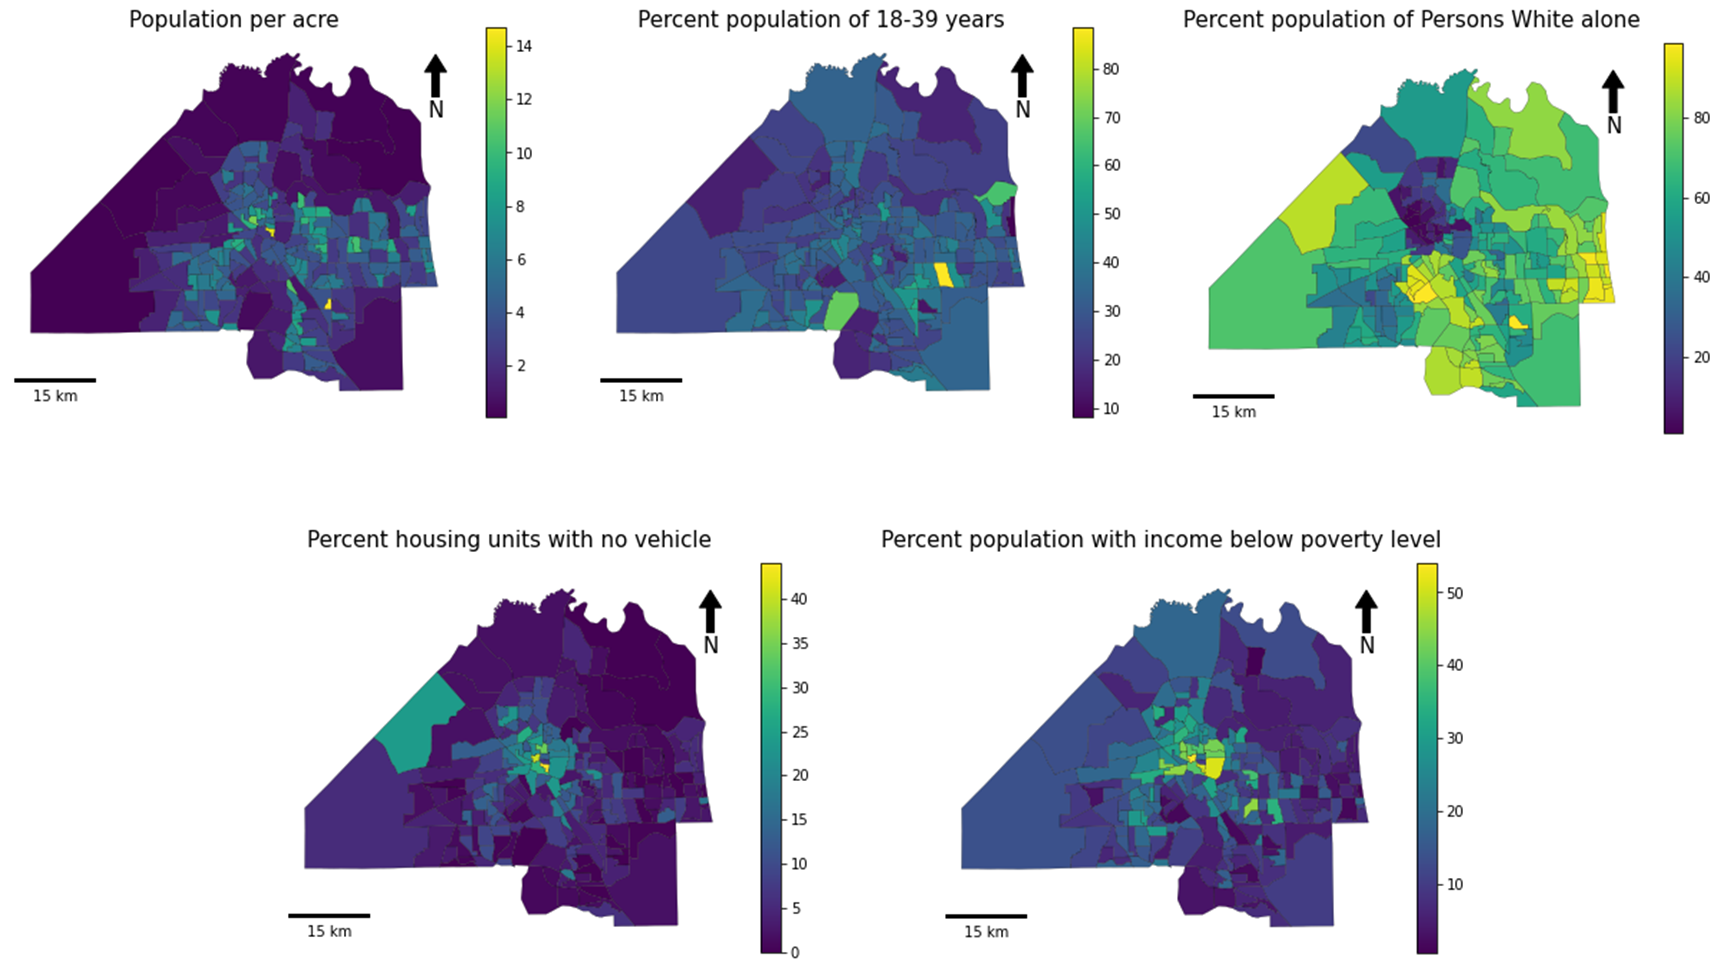 Population per acre
14
12
10
8
6
4
2
N
15 km
Percent population of 18-39 years
80
70
60
50
40
30
20
10
N
15 km
Percent population of Persons White alone
80
60
40
20
N
15 km
Percent housing units with no vehicle
40
35
30
25
20
15
10
5
0
N
15 km
Percent population with income below poverty level
50
40
30
20
10
N
15 km